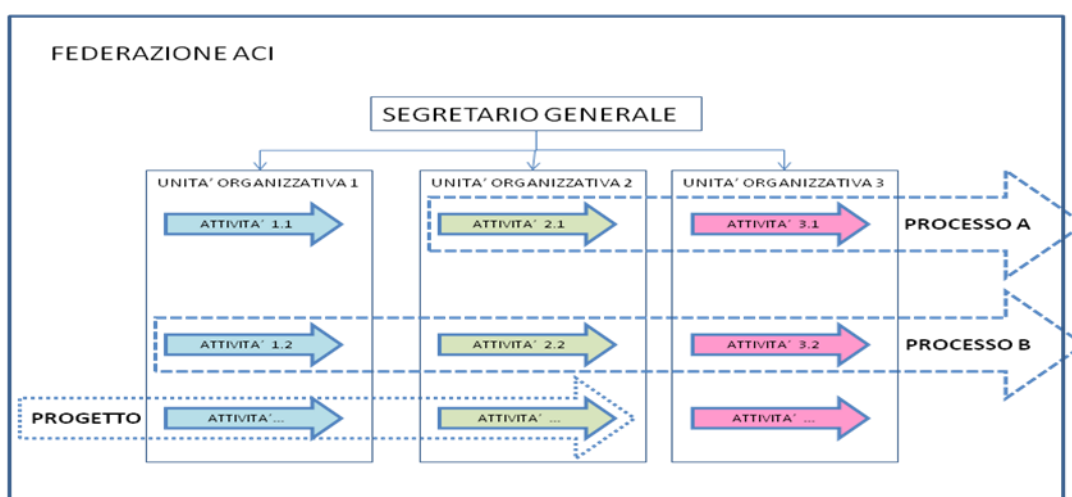 FEDERAZIONE ACI
SEGRETARIO GENERALE
UNITA' ORGANIZZATIVA 1
UNITA' ORGANIZZATIVA 2
UNITA' ORGANIZZATIVA 3
ATTIVITA´ 1.1
ATTIVITA´ 2.1
ATTIVITA´ 3.1
PROCESSO A
ATTIVITA´ 1.2
ATTIVITA´ 2.2
ATTIVITA´ 3.2
PROCESSO B
PROGETTO
ATTIVITA´...
ATTIVITA´ ...
ATTIVITA´ ...